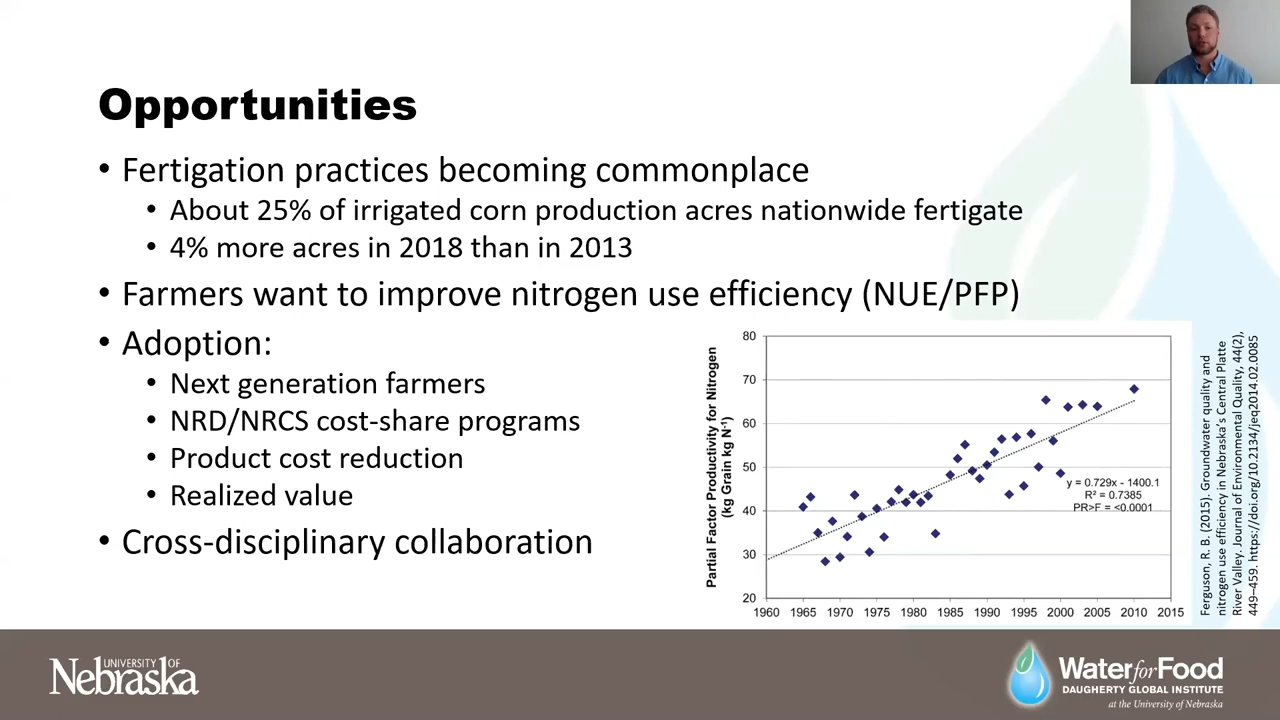 Opportunities
• Fertigation practices becoming commonplace
• About 25% of irrigated corn production acres nationwide fertigate
• 4% more acres in 2018 than in 2013
• Farmers want to improve nitrogen use efficiency (NUE/PFP)
• Adoption:
• Next generation farmers
• NRD/NRCS cost-share programs
• Product cost reduction
• Realized value
• Cross-disciplinary collaboration
Partial Factor Productivity for Nitrogen
(kg Grain kg N⁻¹)
80
70
60
50
40
30
20
1960 1965 1970 1975 1980 1985 1990 1995 2000 2005 2010 2015
y = 0.729x - 1400.1
R² = 0.7385
PR>F = <0.0001
Ferguson, R. B. (2015). Groundwater quality and
nitrogen use efficiency in Nebraska's Central Platte
River Valley. Journal of Environmental Quality, 44(2),
449–459. https://doi.org/10.2134/jeq2014.02.0085
UNIVERSITY OF
Nebraska
Water for Food
DAUGHERTY GLOBAL INSTITUTE
at the University of Nebraska